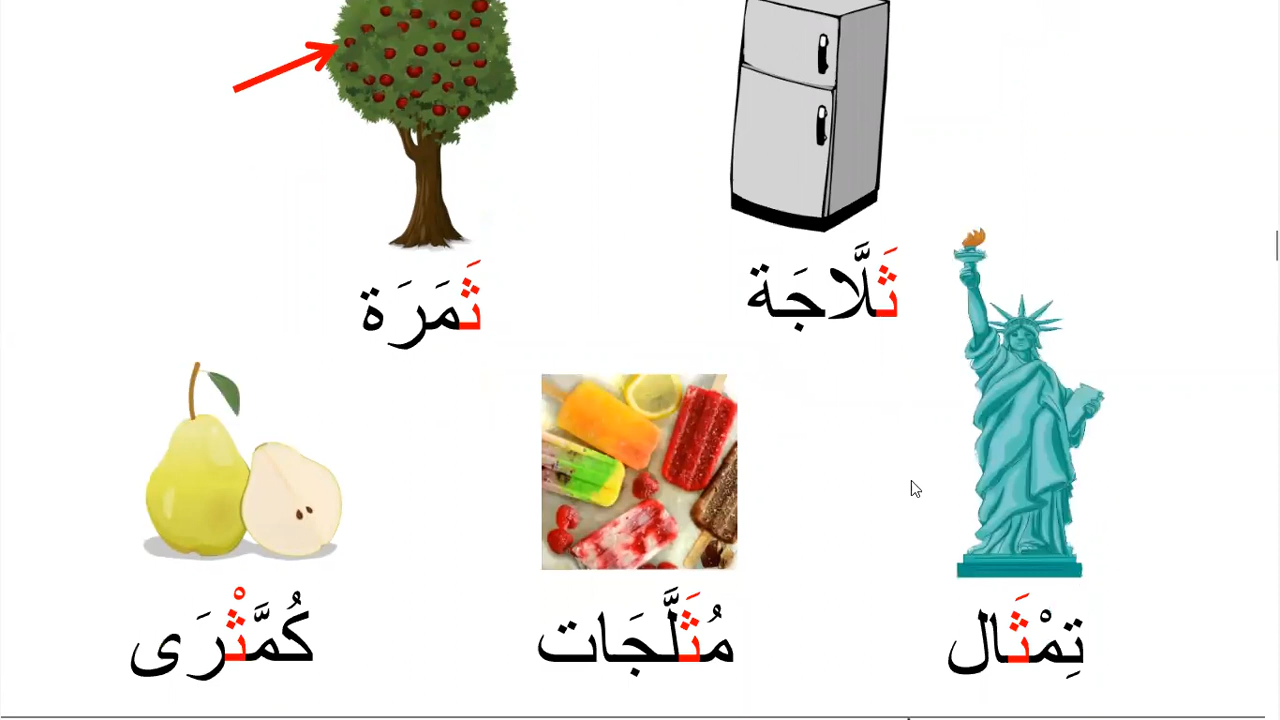 ثَلَّاجَة
ثَمَرَة
تِمْثَال
مُثَلَّجَات
كُمَّثْرَى